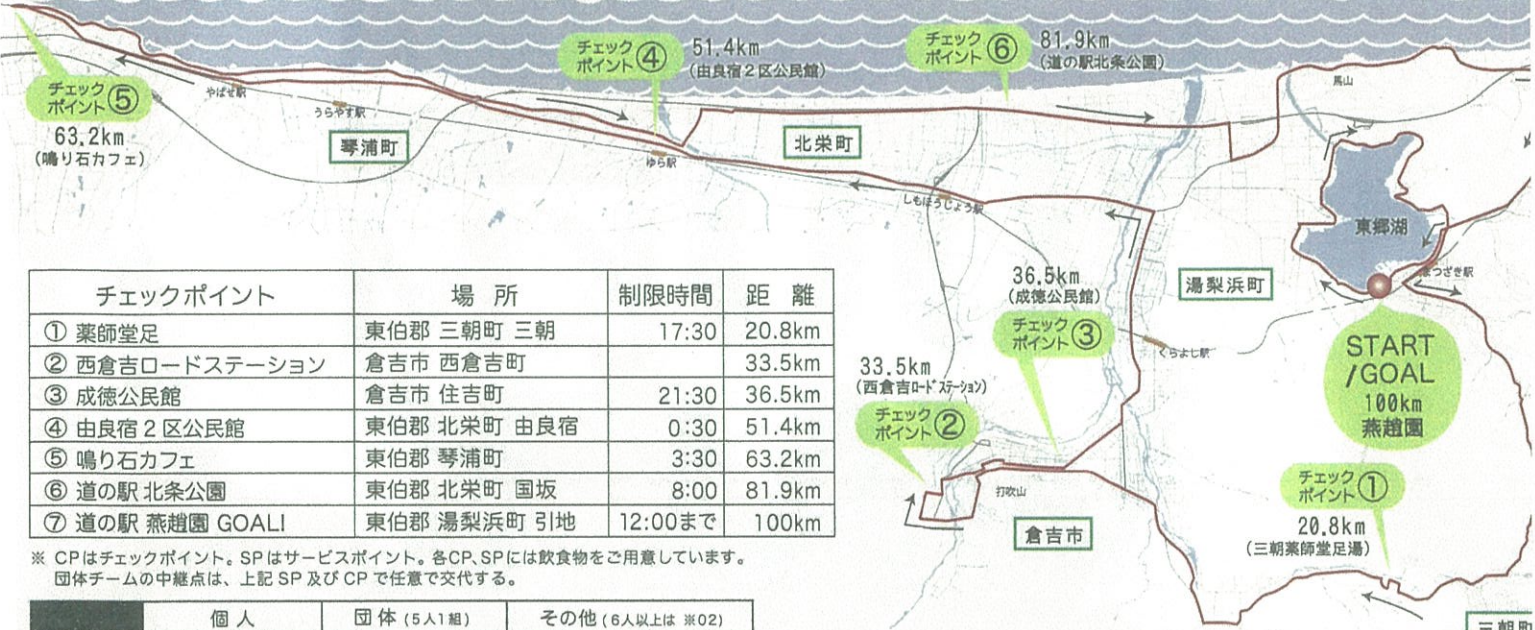 チェックポイント④
51.4km
(由良宿2区公民館)
チェックポイント⑥
81.9km
(道の駅北条公園)
チェックポイント⑤
63.2km
(鳴り石カフェ)
やばせ駅
うらやす駅
琴浦町
ゆら駅
北栄町
しもほうじょう駅
馬山
東郷湖
まつざき駅
湯梨浜町
36.5km
(成徳公民館)
チェックポイント③
くらよし駅
START
/GOAL
100km
燕趙園
33.5km
(西倉吉ロードステーション)
チェックポイント②
打吹山
倉吉市
チェックポイント①
20.8km
(三朝薬師堂足湯)
三朝町
チェックポイント 場 所 制限時間 距 離
① 薬師堂足 東伯郡 三朝町 三朝 17:30 20.8km
② 西倉吉ロードステーション 倉吉市 西倉吉町 33.5km
③ 成徳公民館 倉吉市 住吉町 21:30 36.5km
④ 由良宿2区公民館 東伯郡 北栄町 由良宿 0:30 51.4km
⑤ 鳴り石カフェ 東伯郡 琴浦町 3:30 63.2km
⑥ 道の駅 北条公園 東伯郡 北栄町 国坂 8:00 81.9km
⑦ 道の駅 燕趙園 GOAL! 東伯郡 湯梨浜町 引地 12:00まで 100km
※ CPはチェックポイント。SPはサービスポイント。各CP、SPには飲食物をご用意しています。
団体チームの中継点は、上記 SP 及び CP で任意で交代する。
個 人 団 体 (5人1組) その他 (6人以上は ※02)